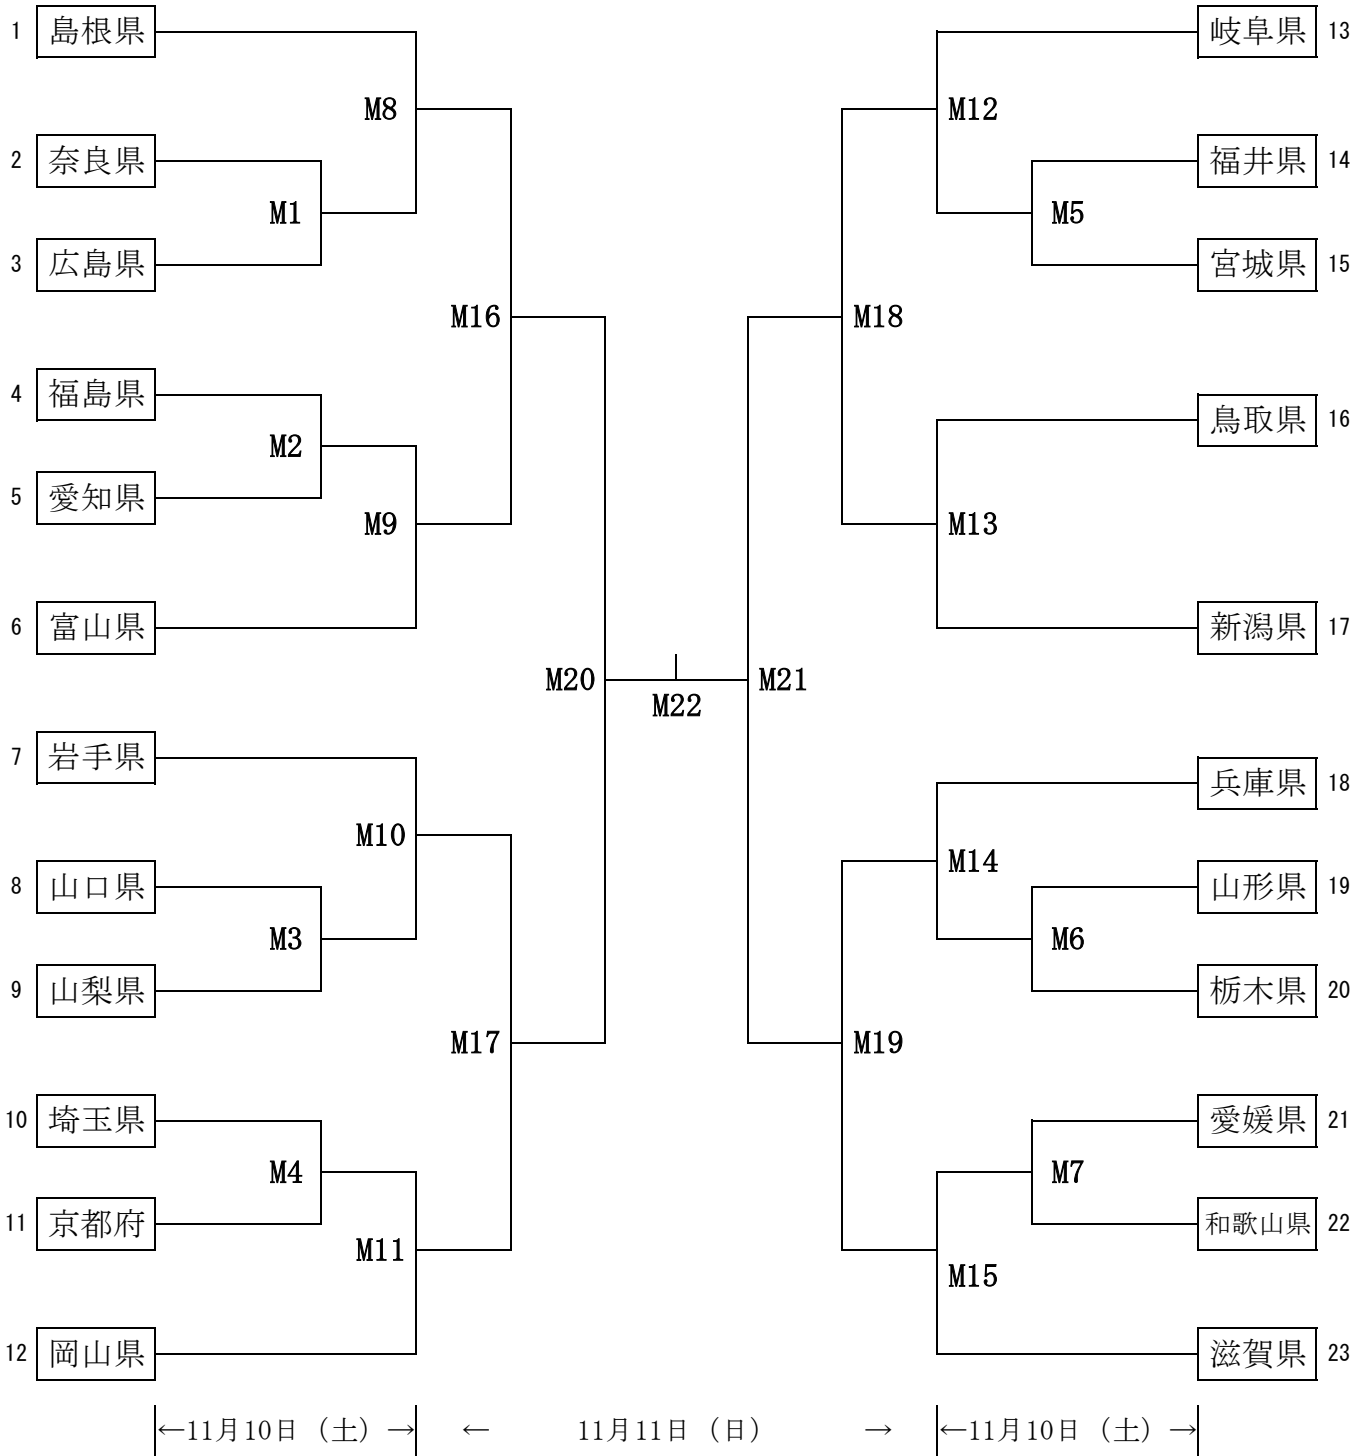 1 島根県
M8
2 奈良県
M1
3 広島県
M16
4 福島県
M2
5 愛知県
M9
6 富山県
M20
7 岩手県
M10
8 山口県
M3
9 山梨県
M17
10 埼玉県
M4
11 京都府
M11
12 岡山県
M22
岐阜県 13
M12
福井県 14
M5
宮城県 15
M18
鳥取県 16
M13
新潟県 17
M21
兵庫県 18
M14
山形県 19
M6
栃木県 20
M19
愛媛県 21
M7
和歌山県 22
M15
滋賀県 23
←11月10日（土）→ ← 11月11日（日） → ←11月10日（土）→